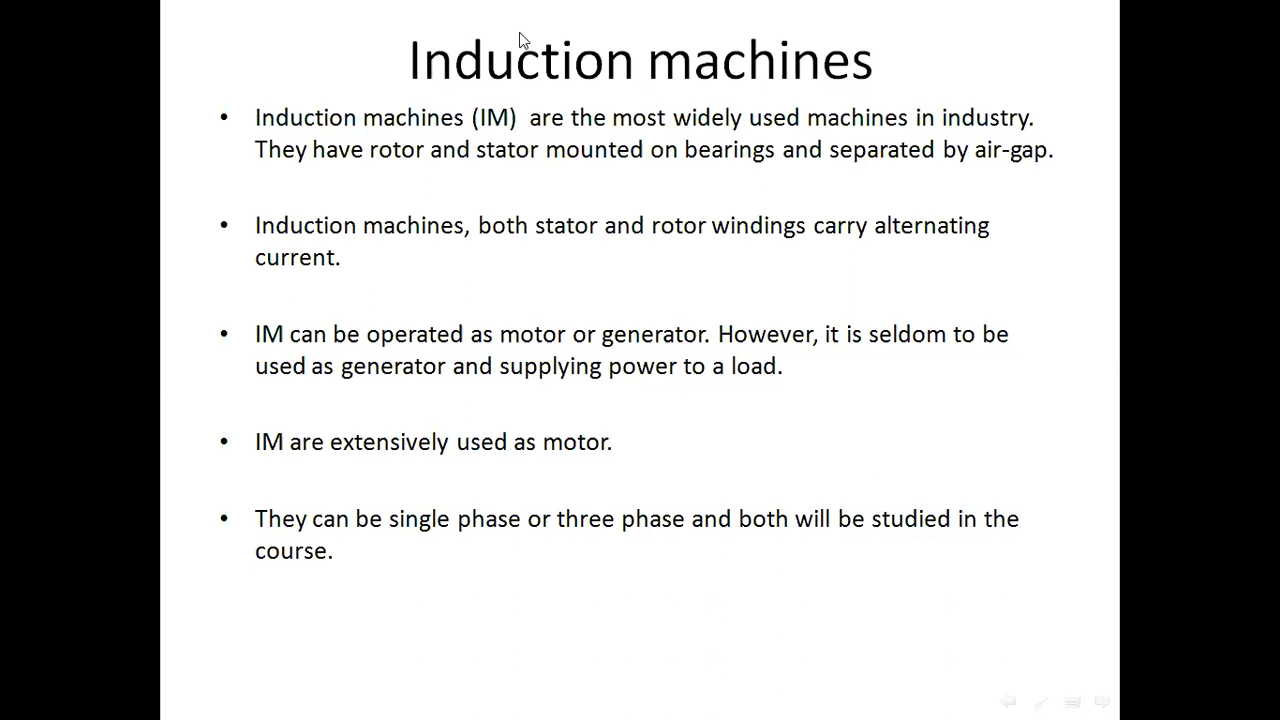 Induction machines
• Induction machines (IM)  are the most widely used machines in industry.
They have rotor and stator mounted on bearings and separated by air-gap.
• Induction machines, both stator and rotor windings carry alternating
current.
• IM can be operated as motor or generator. However, it is seldom to be
used as generator and supplying power to a load.
• IM are extensively used as motor.
• They can be single phase or three phase and both will be studied in the
course.